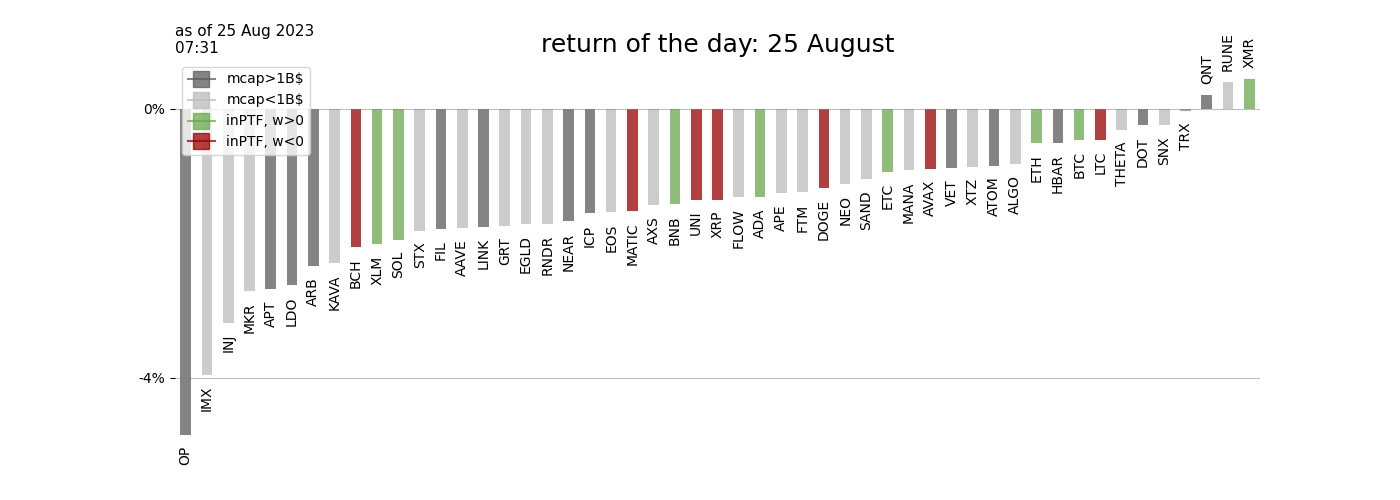 as of 25 Aug 2023
07:31
return of the day: 25 August
mcap>1B$
mcap<1B$
inPTF, w>0
inPTF, w<0
0%
-4%
OP
IMX
INJ
MKR
APT
LDO
ARB
KAVA
BCH
XLM
SOL
STX
FIL
AAVE
LINK
GRT
EGLD
RNDR
NEAR
ICP
EOS
MATIC
AXS
BNB
UNI
XRP
FLOW
ADA
APE
FTM
DOGE
NEO
SAND
ETC
MANA
AVAX
VET
XTZ
ATOM
ALGO
ETH
HBAR
BTC
LTC
THETA
DOT
SNX
TRX
QNT
RUNE
XMR